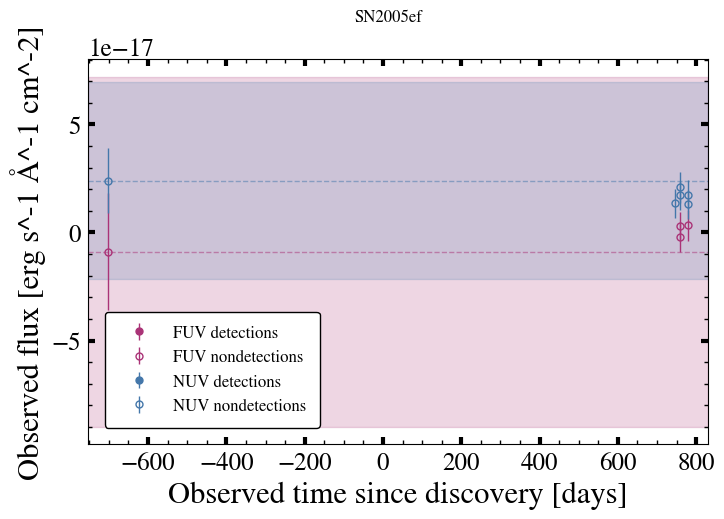 SN2005ef
1e−17
5
0
−5
Observed flux [erg s^-1 Å^-1 cm^-2]
FUV detections
FUV nondetections
NUV detections
NUV nondetections
−600 −400 −200 0 200 400 600 800
Observed time since discovery [days]